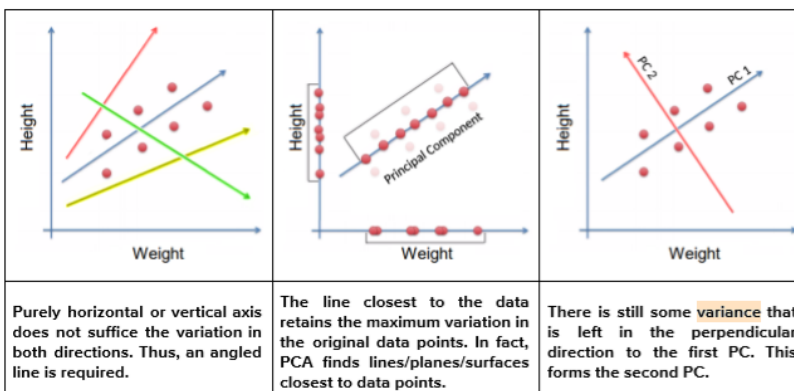 Height
Weight
Height
Principal Component
Weight
Height
PC 2
PC 1
Weight
Purely horizontal or vertical axis
does not suffice the variation in
both directions. Thus, an angled
line is required.
The line closest to the data
retains the maximum variation in
the original data points. In fact,
PCA finds lines/planes/surfaces
closest to data points.
There is still some variance that
is left in the perpendicular
direction to the first PC. This
forms the second PC.